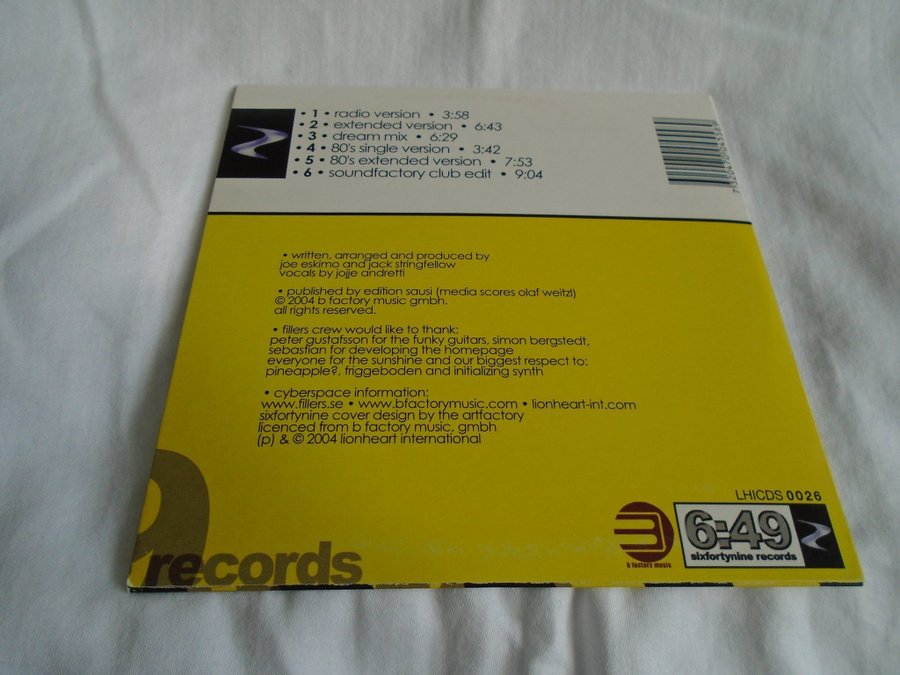 • 1 • radio version • 3:58
• 2 • extended version • 6:43
• 3 • dream mix • 6:29
• 4 • 80's single version • 3:42
• 5 • 80's extended version • 7:53
• 6 • soundfactory club edit • 9:04
• written, arranged and produced by
joe eskimo and jack stringfellow
vocals by jojje andretti
• published by edition sausi (media scores olaf weitzl)
© 2004 b factory music gmbh.
all rights reserved.
• fillers crew would like to thank:
peter gustafsson for the funky guitars, simon bergstedt,
sebastian for developing the homepage
everyone for the sunshine and our biggest respect to:
pineapple?, friggeboden and initializing synth
• cyberspace information:
www.fillers.se • www.bfactorymusic.com • lionheart-int.com
sixfortynine cover design by the artfactory
licenced from b factory music, gmbh
(p) & © 2004 lionheart international
LHICDS 0026
b factory music
6:49
sixfortynine records
9
records